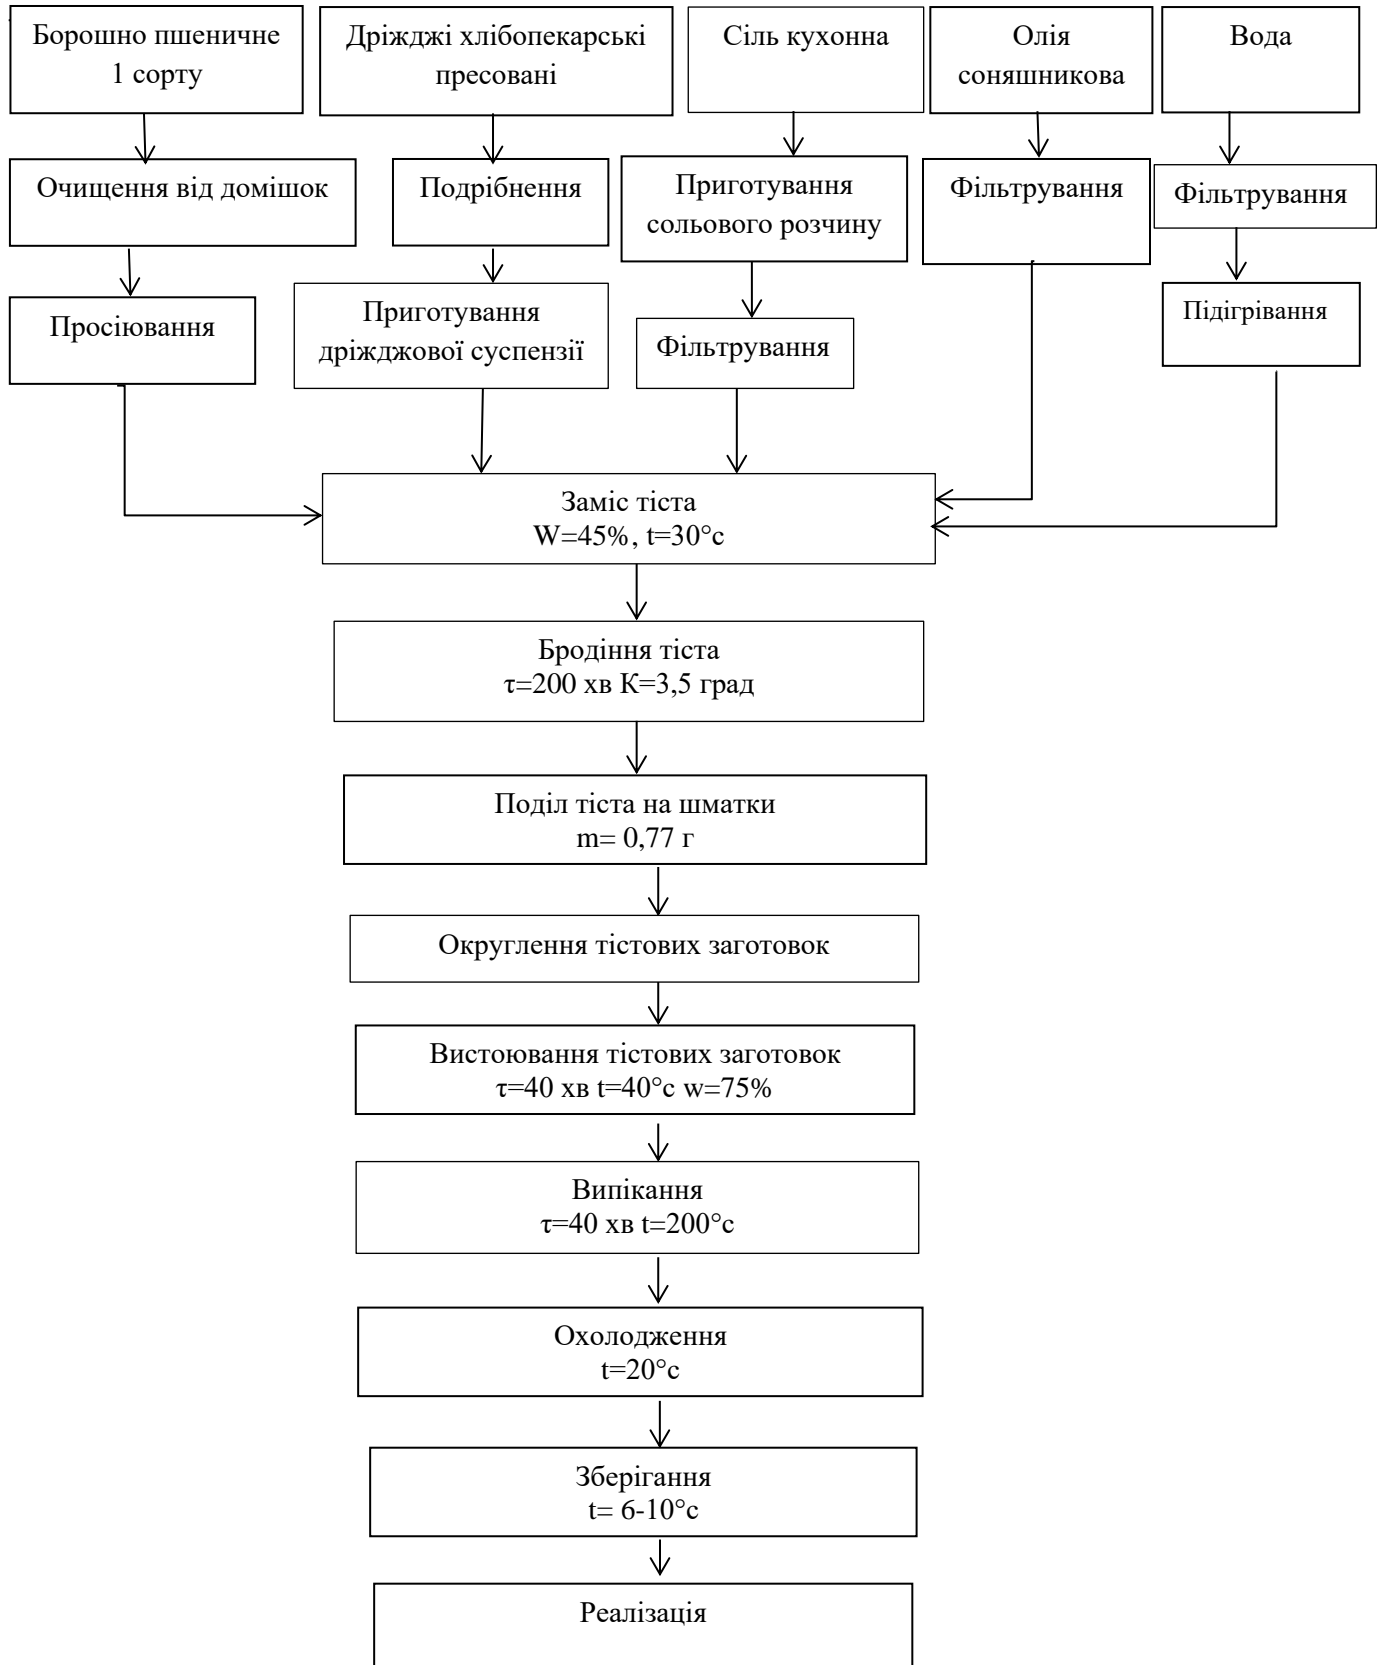 Борошно пшеничне
1 сорту
Дріжджі хлібопекарські
пресовані
Сіль кухонна
Олія
соняшникова
Вода
Очищення від домішок
Подрібнення
Приготування
сольового розчину
Фільтрування
Фільтрування
Просіювання
Приготування
дріжджової суспензії
Фільтрування
Підігрівання
Заміс тіста
W=45%, t=30°с
Бродіння тіста
τ=200 хв К=3,5 град
Поділ тіста на шматки
m= 0,77 г
Округлення тістових заготовок
Вистоювання тістових заготовок
τ=40 хв t=40°с w=75%
Випікання
τ=40 хв t=200°с
Охолодження
t=20°с
Зберігання
t= 6-10°с
Реалізація